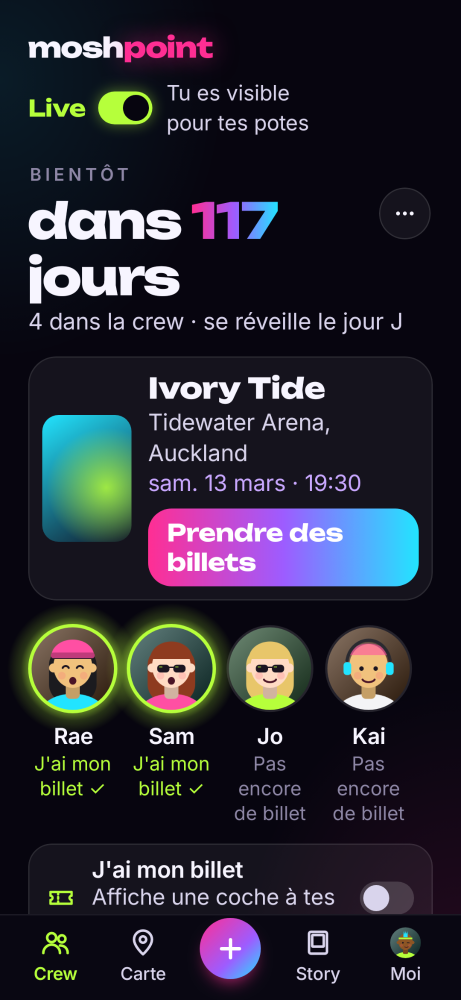 moshpoint
Live
Tu es visible
pour tes potes
BIENTÔT
dans 117
jours
4 dans la crew · se réveille le jour J
Ivory Tide
Tidewater Arena,
Auckland
sam. 13 mars · 19:30
Prendre des
billets
Rae
J'ai mon
billet ✓
Sam
J'ai mon
billet ✓
Jo
Pas
encore
de billet
Kai
Pas
encore
de billet
J'ai mon billet
Affiche une coche à tes
Crew
Carte
Story
Moi